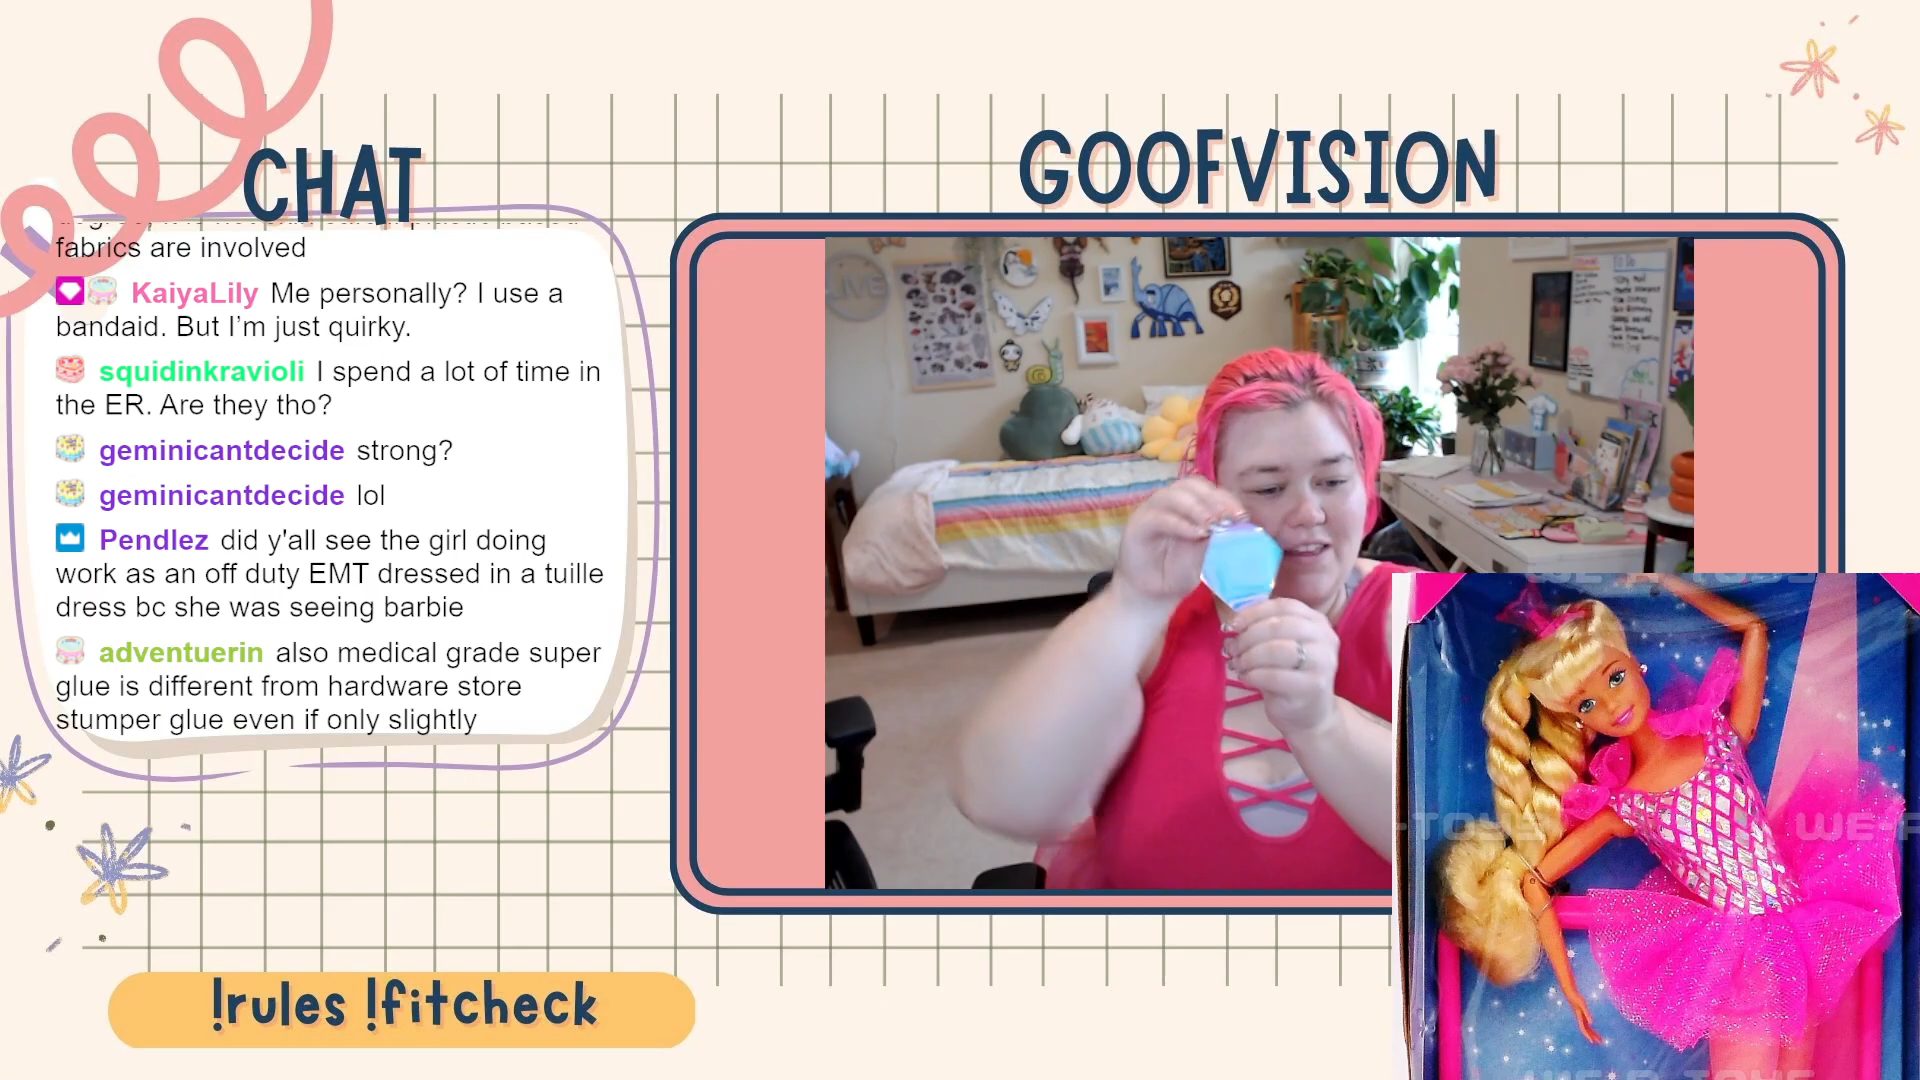 CHAT
GOOFVISION
fabrics are involved
KaiyaLily Me personally? I use a
bandaid. But I’m just quirky.
squidinkravioli I spend a lot of time in
the ER. Are they tho?
geminicantdecide strong?
geminicantdecide lol
Pendlez did y'all see the girl doing
work as an off duty EMT dressed in a tuille
dress bc she was seeing barbie
adventuerin also medical grade super
glue is different from hardware store
stumper glue even if only slightly
!rules !fitcheck
LIVE